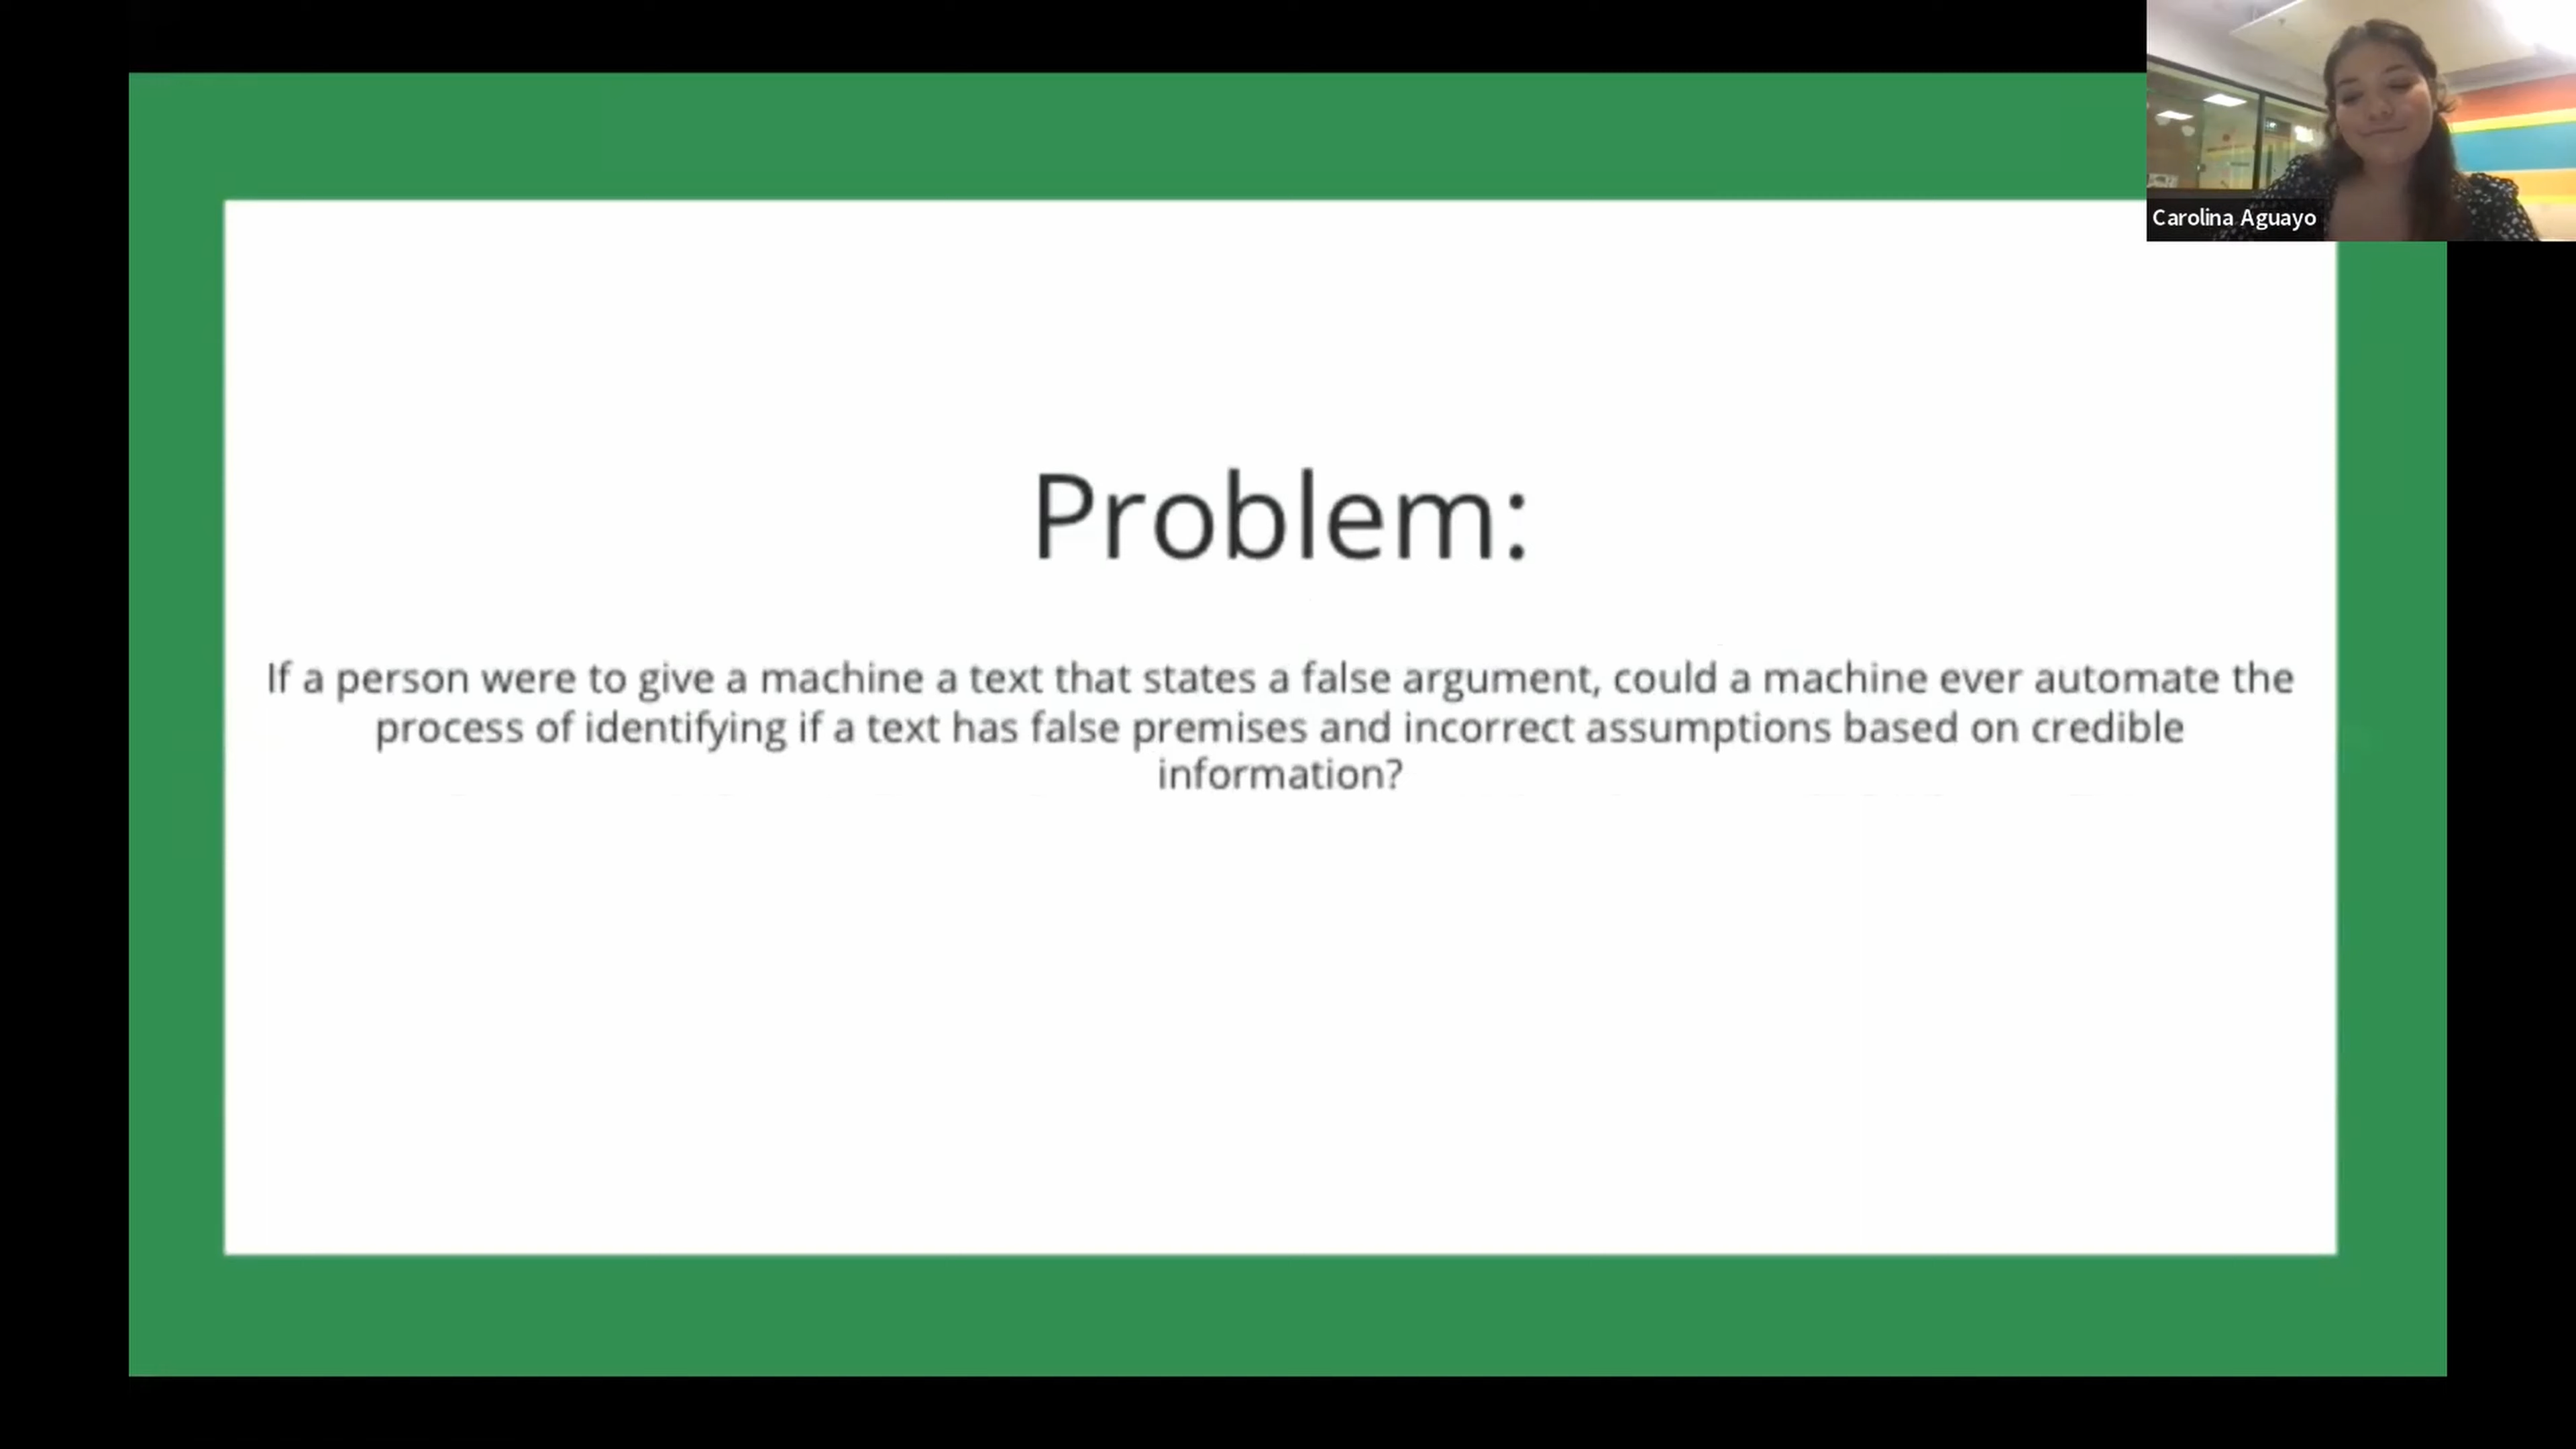 Carolina Aguayo
Problem:
If a person were to give a machine a text that states a false argument, could a machine ever automate the
process of identifying if a text has false premises and incorrect assumptions based on credible
information?